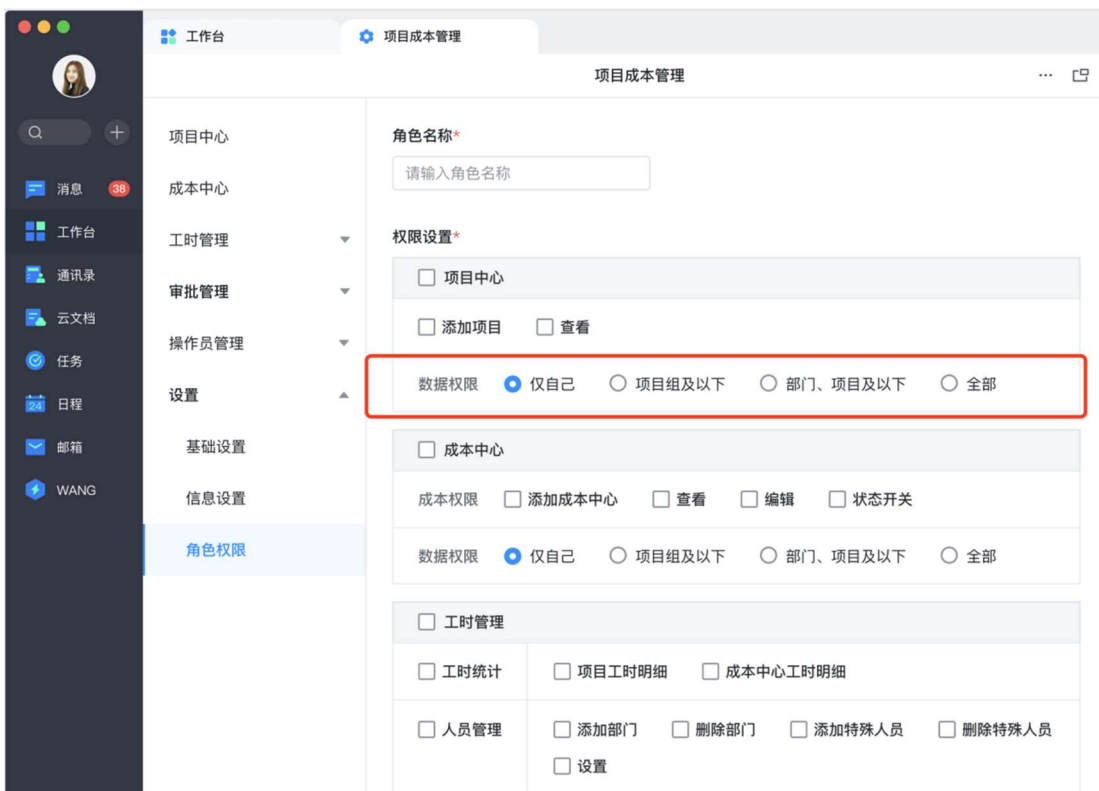 工作台
项目成本管理
项目成本管理
消息 38
工作台
通讯录
云文档
任务
24 日程
邮箱
WANG
项目中心
成本中心
工时管理
审批管理
操作员管理
设置
基础设置
信息设置
角色权限
角色名称*
请输入角色名称
权限设置*
项目中心
添加项目 查看
数据权限 仅自己 项目组及以下 部门、项目及以下 全部
成本中心
成本权限 添加成本中心 查看 编辑 状态开关
数据权限 仅自己 项目组及以下 部门、项目及以下 全部
工时管理
工时统计 项目工时明细 成本中心工时明细
人员管理 添加部门 删除部门 添加特殊人员 删除特殊人员
设置